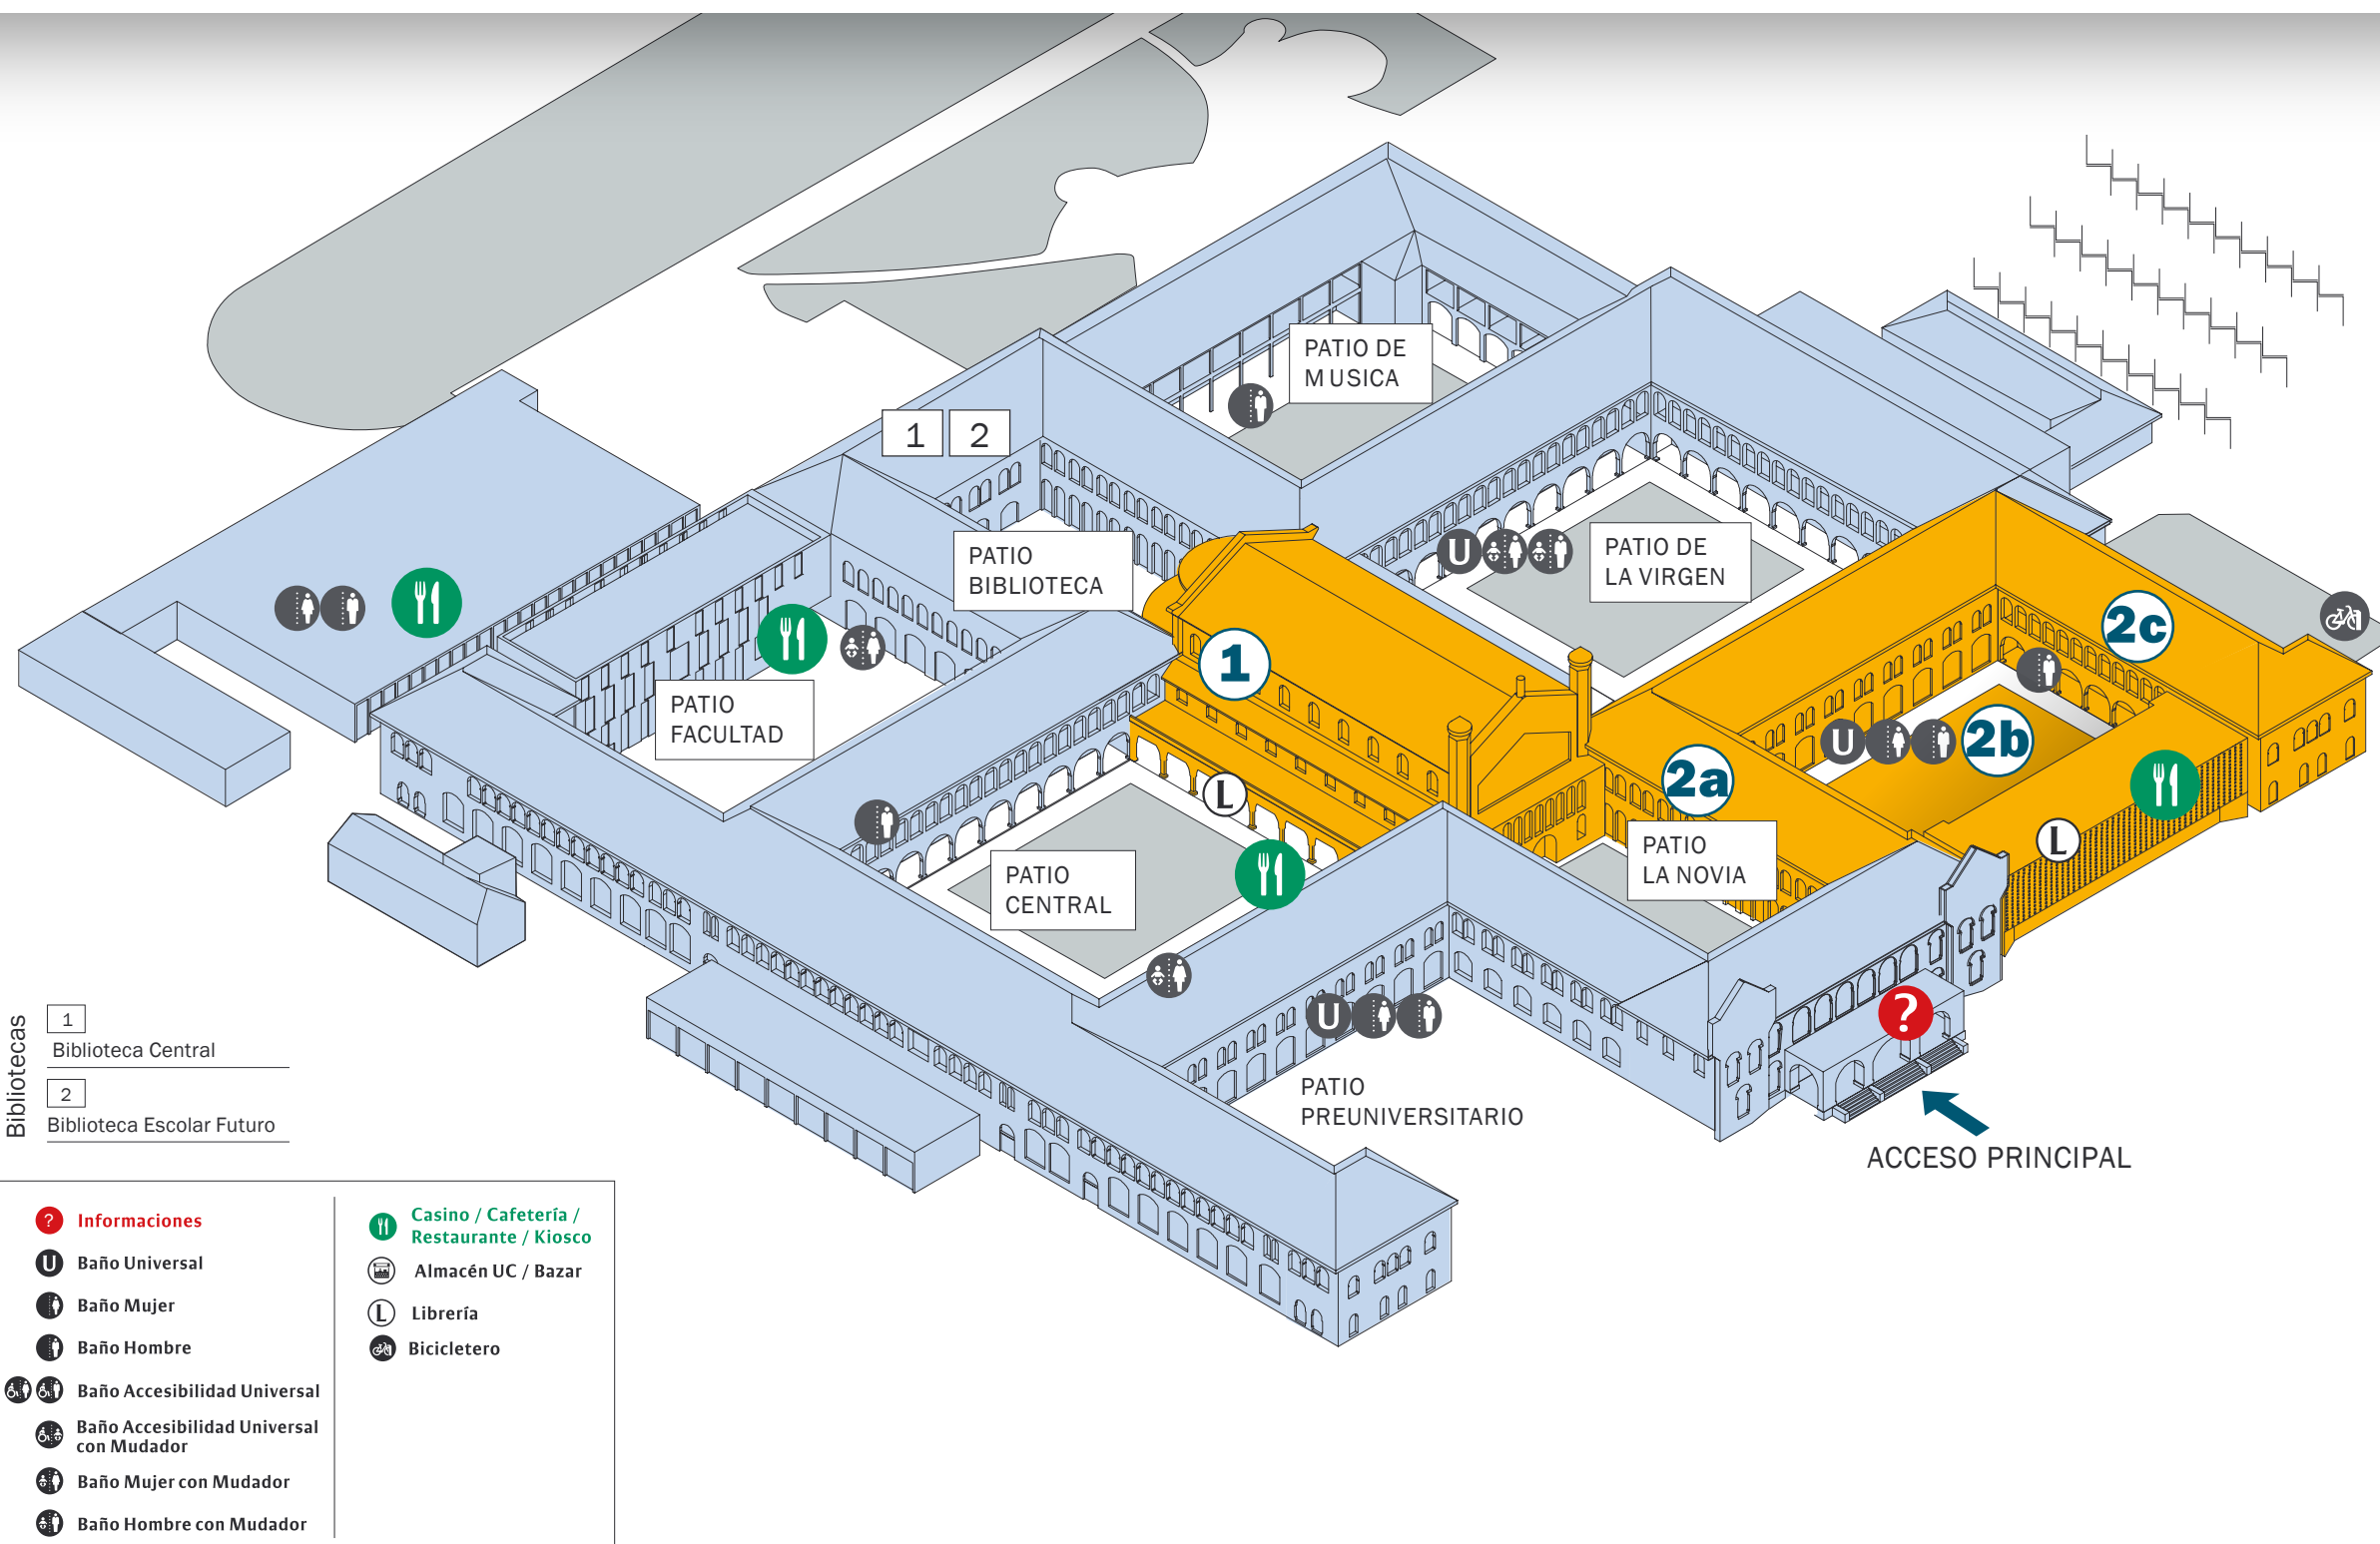 PATIO DE
MUSICA
1 2
PATIO
BIBLIOTECA
PATIO DE
LA VIRGEN
U
2c
1
PATIO
FACULTAD
U
2b
2a
L
PATIO
LA NOVIA
L
PATIO
CENTRAL
U
?
PATIO
PREUNIVERSITARIO
ACCESO PRINCIPAL
Bibliotecas
1
Biblioteca Central
2
Biblioteca Escolar Futuro
? Informaciones
U Baño Universal
Baño Mujer
Baño Hombre
Baño Accesibilidad Universal
Baño Accesibilidad Universal
con Mudador
Baño Mujer con Mudador
Baño Hombre con Mudador
Casino / Cafetería /
Restaurante / Kiosco
Almacén UC / Bazar
L Librería
Bicicletero